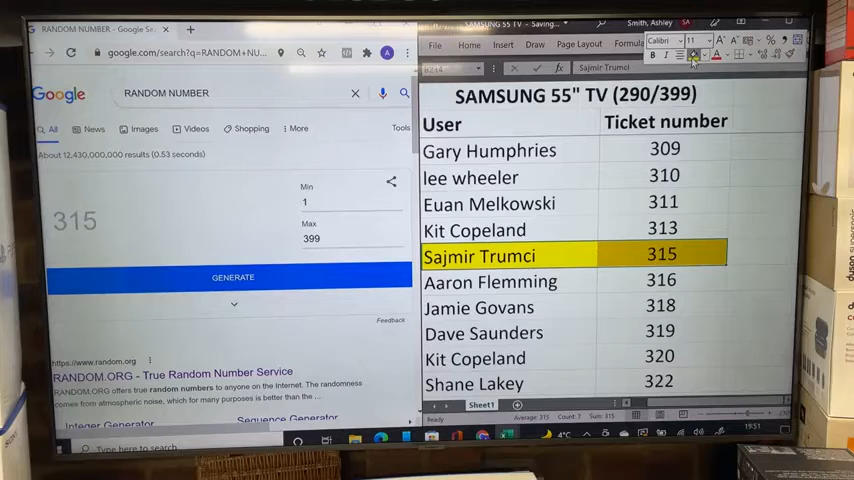 RANDOM NUMBER - Google Se
google.com/search?q=RANDOM+NU...
A
Google
RANDOM NUMBER
All
News
Images
Videos
Shopping
More
Tools
About 12,430,000,000 results (0.53 seconds)
315
Min
1
Max
399
GENERATE
Feedback
https://www.random.org
RANDOM.ORG - True Random Number Service
RANDOM.ORG offers true random numbers to anyone on the Internet. The randomness
comes from atmospheric noise, which for many purposes is better than the ...
Integer Generator
Sequence Generator
Type here to search
SAMSUNG 55 TV - Saving...
Smith, Ashley
SA
File
Home
Insert
Draw
Page Layout
Formula
Calibri
11
B
I
fx
Sajmir Trumci
SAMSUNG 55" TV (290/399)
User
Ticket number
Gary Humphries
309
lee wheeler
310
Euan Melkowski
311
Kit Copeland
313
Sajmir Trumci
315
Aaron Flemming
316
Jamie Govans
318
Dave Saunders
319
Kit Copeland
320
Shane Lakey
322
Sheet1
Ready
Average: 315
Count: 2
Sum: 315
4°C
19:51